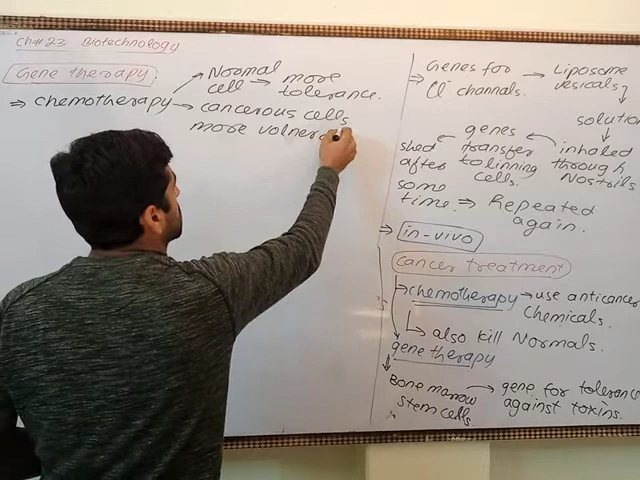 Ch# 23 Biotechnology
Gene therapy
⇒ chemotherapy → Normal cell → more tolerance.
→ cancerous cells
more volner
⇒ Genes for Cl⁻ channels. → Liposome vesicals
solution
inhaled through Nostrils
genes transfer to linning cells.
shed after some time. ⇒ Repeated again.
⇒ in-vivo
cancer treatment
chemotherapy → use anticancer chemicals.
→ also kill Normals.
gene therapy
Bone marrow stem cells. → gene for tolerance against toxins.